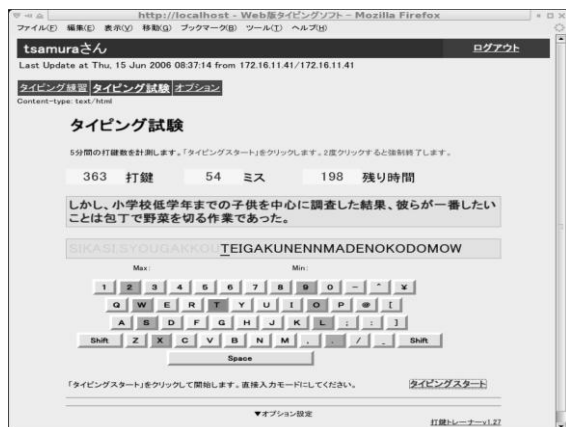 http://localhost - Web版タイピングソフト - Mozilla Firefox
ファイル(F) 編集(E) 表示(V) 移動(G) ブックマーク(B) ツール(T) ヘルプ(H)
tsamuraさん ログアウト
Last Update at Thu, 15 Jun 2006 08:37:14 from 172.16.11.41/172.16.11.41
タイピング練習 タイピング試験 オプション
Content-type: text/html
タイピング試験
5分間の打鍵数を計測します。「タイピングスタート」をクリックします。2度クリックすると強制終了します。
363 打鍵 54 ミス 198 残り時間
しかし、小学校低学年までの子供を中心に調査した結果、彼らが一番したい
ことは包丁で野菜を切る作業であった。
SIKASI,SYOUGAKKOUTEIGAKUNENNMADENOKODOMOW
Max: Min:
1 2 3 4 5 6 7 8 9 0 - ^ ¥
Q W E R T Y U I O P @ [
A S D F G H J K L ; : ]
Shift Z X C V B N M , . / _ Shift
Space
「タイピングスタート」をクリックして開始します。直接入力モードにしてください。 タイピングスタート
▼オプション設定
打鍵トレーナーv1.27